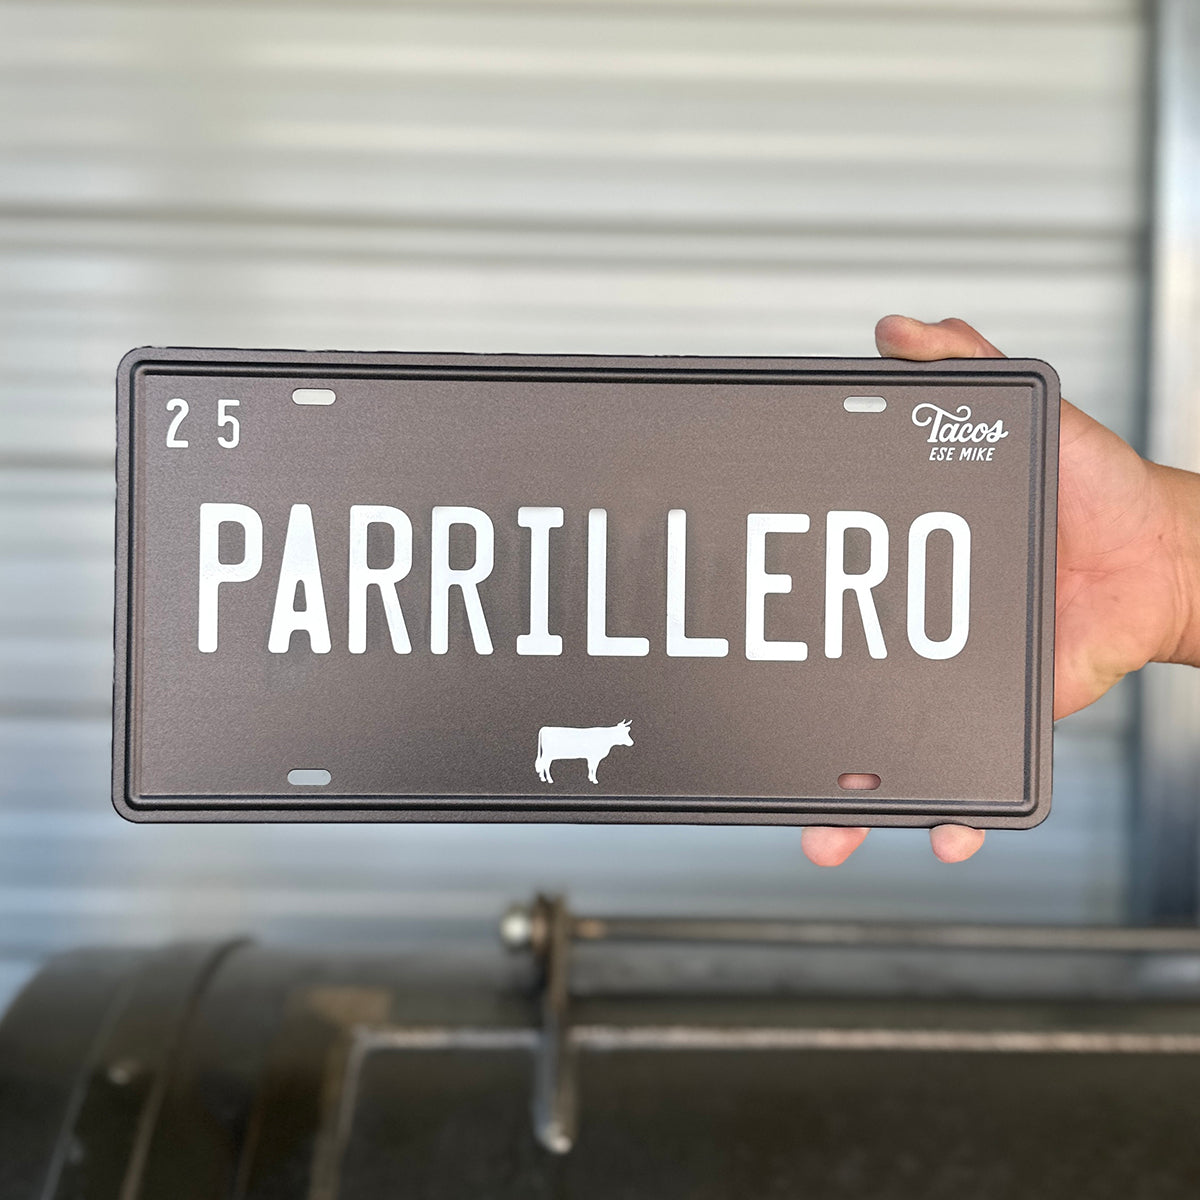 2 5
Tacos
ESE MIKE
PARRILLERO